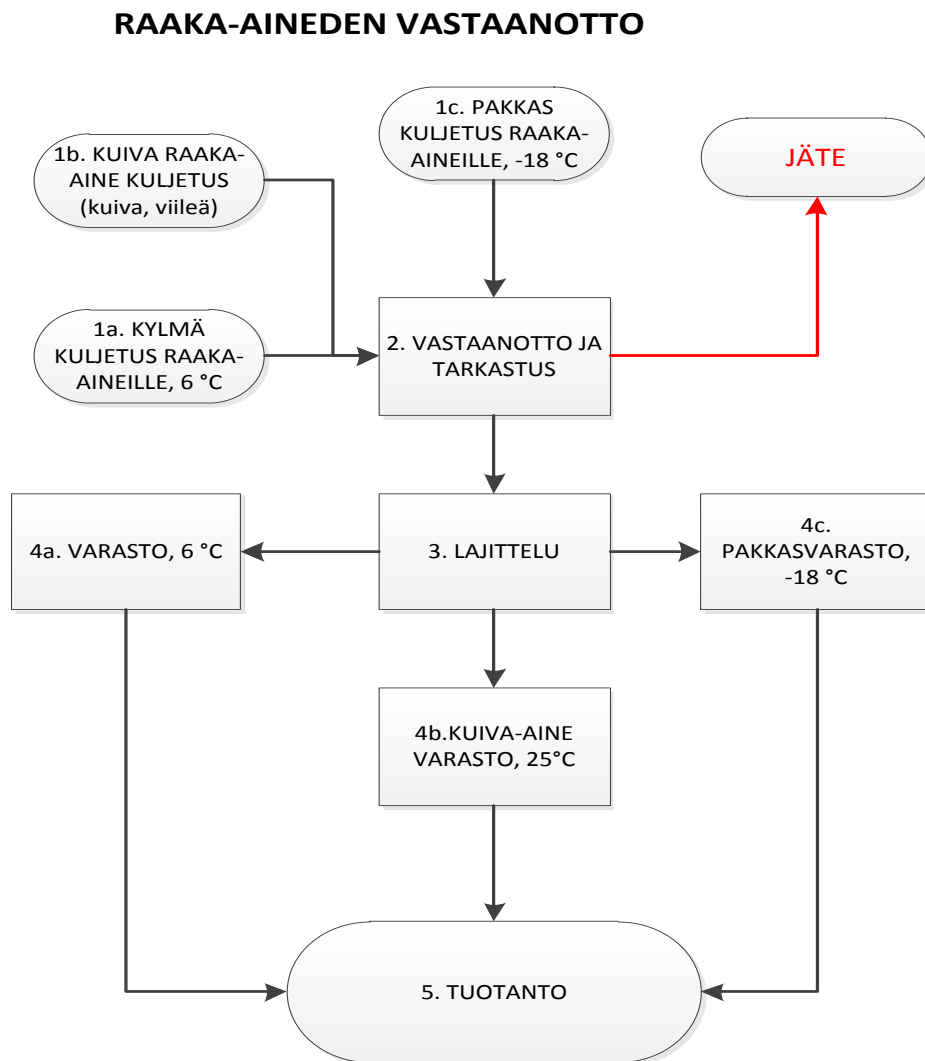 RAAKA-AINEDEN VASTAANOTTO
1c. PAKKAS
KULJETUS RAAKA-
AINEILLE, -18 °C
1b. KUIVA RAAKA-
AINE KULJETUS
(kuiva, viileä)
JÄTE
1a. KYLMÄ
KULJETUS RAAKA-
AINEILLE, 6 °C
2. VASTAANOTTO JA
TARKASTUS
4a. VARASTO, 6 °C
3. LAJITTELU
4c.
PAKKASVARASTO,
-18 °C
4b.KUIVA-AINE
VARASTO, 25°C
5. TUOTANTO